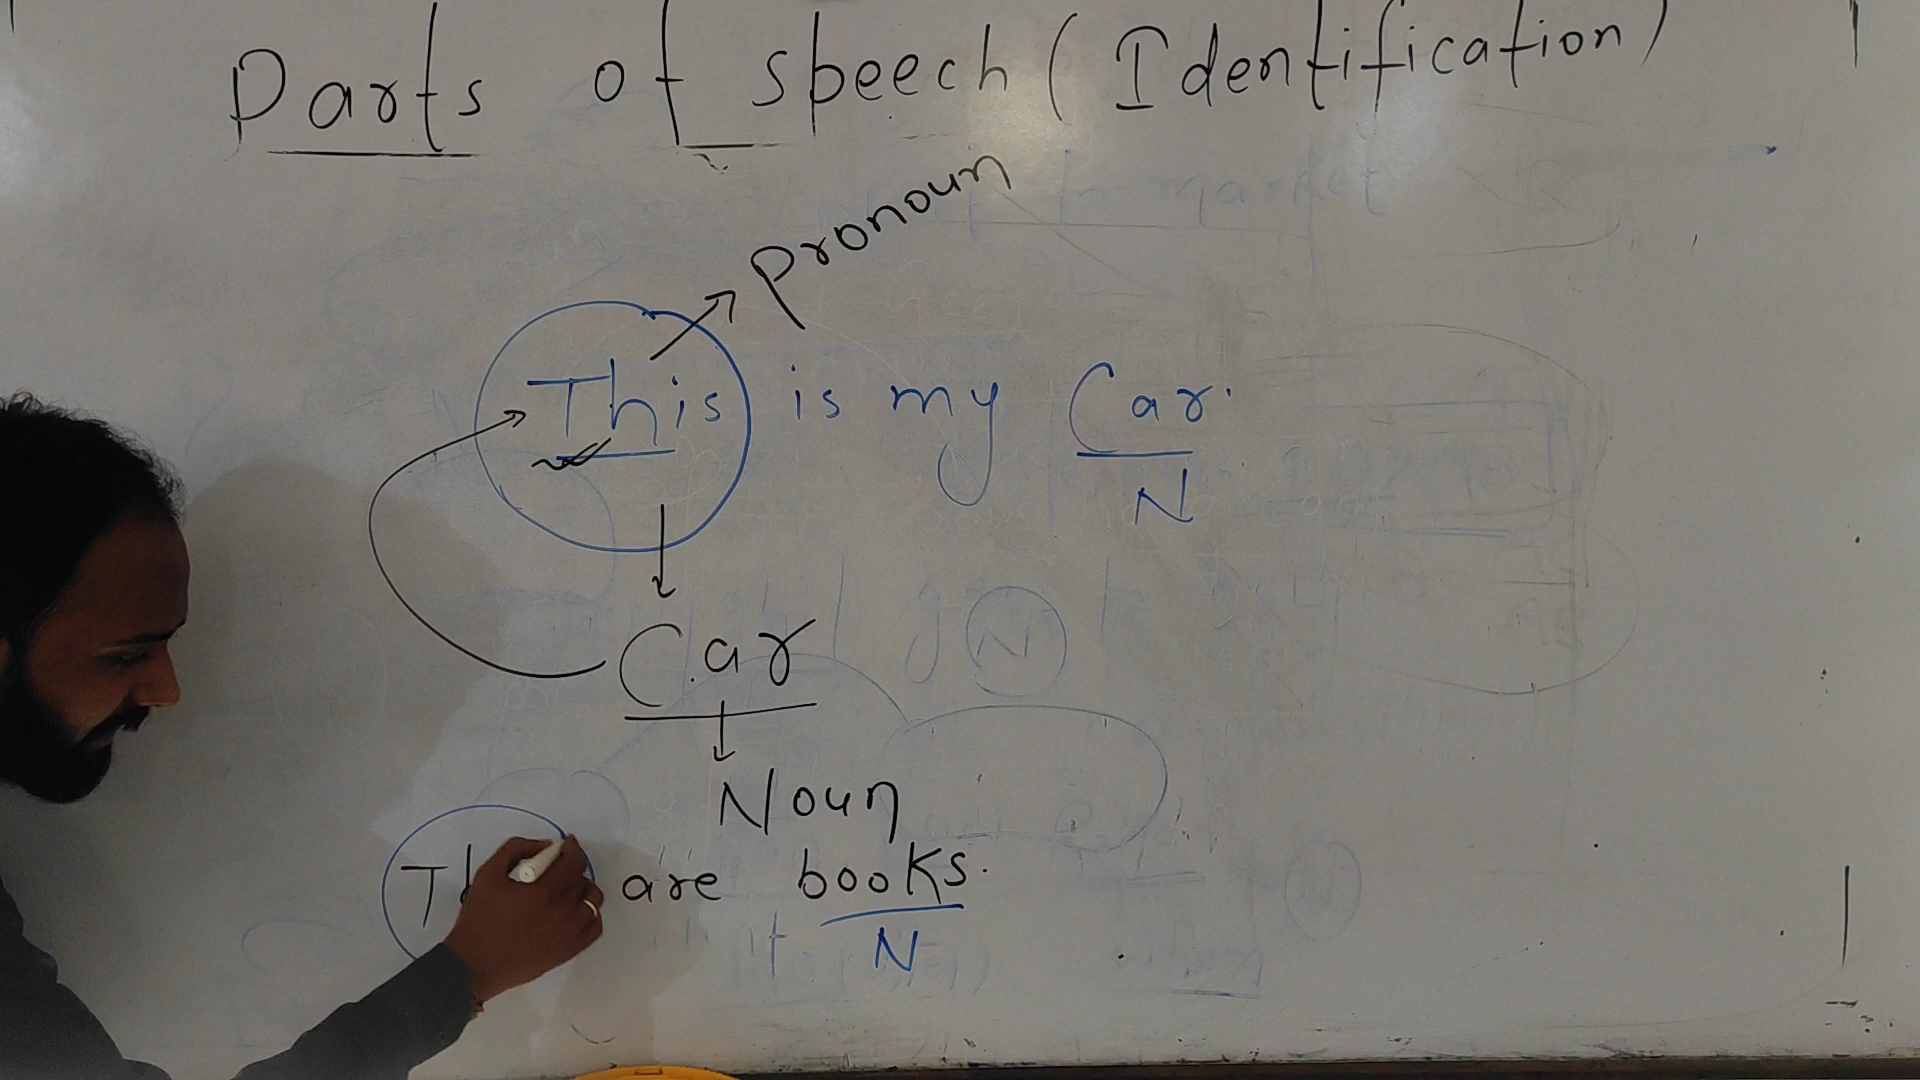 Parts of speech (Identification)
pronoun
This is my Car.
N
Car
Noun
are books.
N